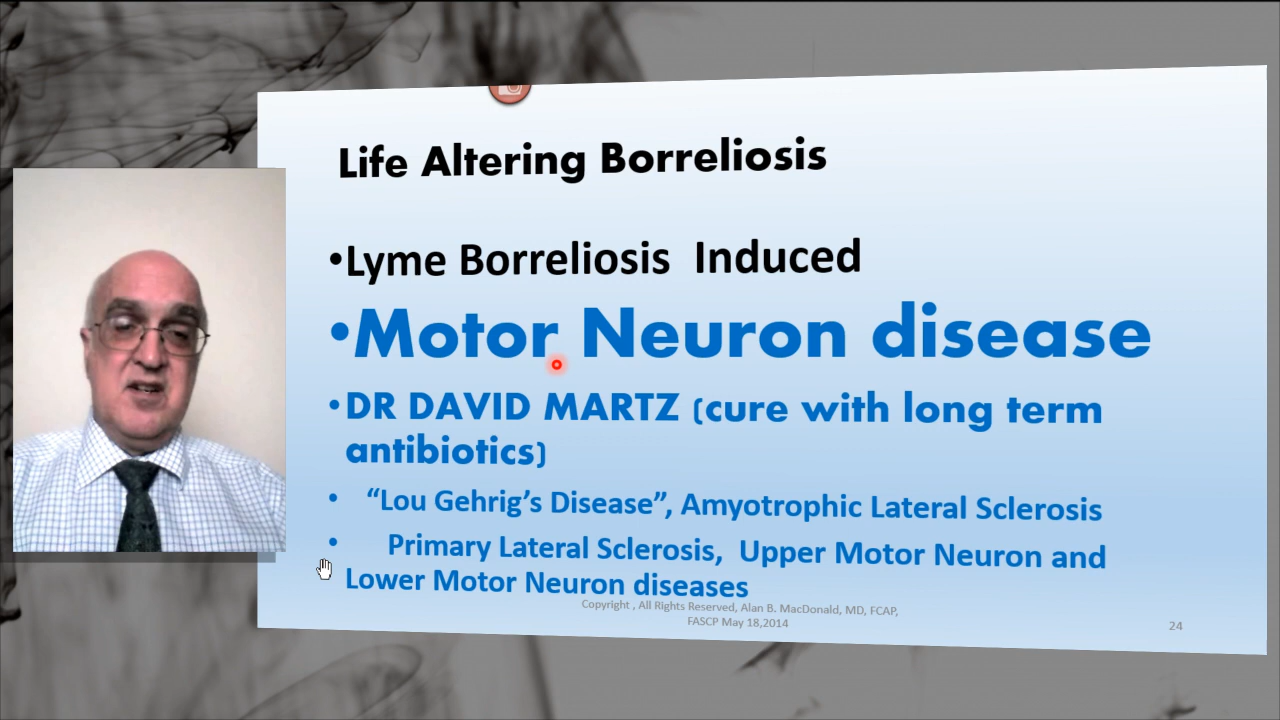 Life Altering Borreliosis
•Lyme Borreliosis Induced
•Motor Neuron disease
•DR DAVID MARTZ (cure with long term
antibiotics)
• “Lou Gehrig’s Disease”, Amyotrophic Lateral Sclerosis
• Primary Lateral Sclerosis, Upper Motor Neuron and
Lower Motor Neuron diseases
Copyright , All Rights Reserved, Alan B. MacDonald, MD, FCAP,
FASCP May 18,2014
24